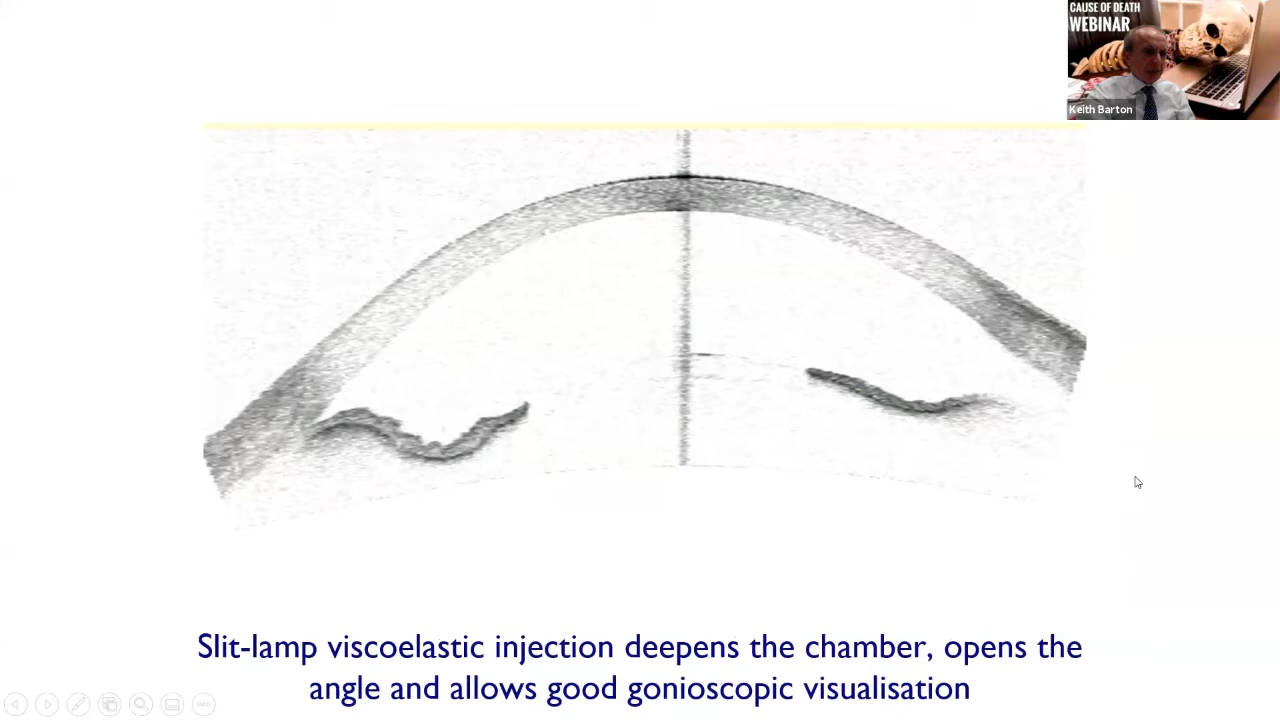 CAUSE OF DEATH
WEBINAR
Keith Barton
Slit-lamp viscoelastic injection deepens the chamber, opens the
angle and allows good gonioscopic visualisation